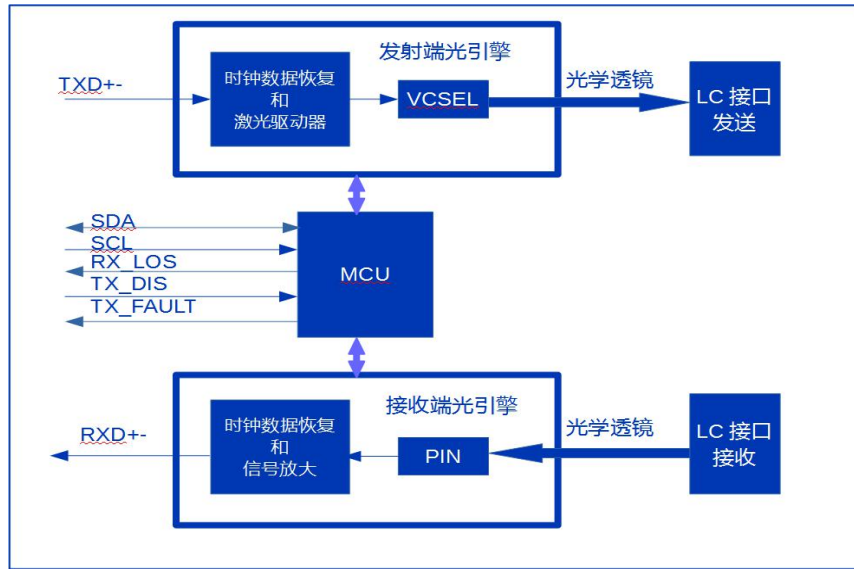 发射端光引擎
TXD+-
时钟数据恢复
和
激光驱动器
VCSEL
光学透镜
LC 接口
发送
SDA
SCL
RX_LOS
TX_DIS
TX_FAULT
MCU
接收端光引擎
RXD+-
时钟数据恢复
和
信号放大
PIN
光学透镜
LC 接口
接收